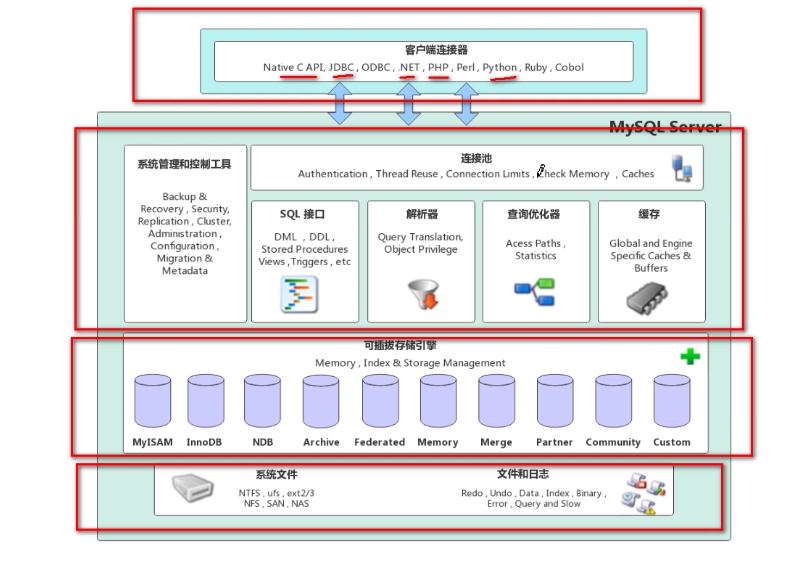 客户端连接器
Native C API, JDBC , ODBC , .NET , PHP , Perl , Python , Ruby , Cobol
MySQL Server
系统管理和控制工具
Backup &
Recovery , Security,
Replication , Cluster,
Administration ,
Configuration ,
Migration &
Metadata
连接池
Authentication , Thread Reuse , Connection Limits , Check Memory , Caches
SQL 接口
DML , DDL ,
Stored Procedures
Views ,Triggers , etc
解析器
Query Translation,
Object Privilege
查询优化器
Acess Paths ,
Statistics
缓存
Global and Engine
Specific Caches &
Buffers
可插拔存储引擎
Memory , Index & Storage Management
MyISAM InnoDB NDB Archive Federated Memory Merge Partner Community Custom
系统文件
NTFS , ufs , ext2/3
NFS , SAN , NAS
文件和日志
Redo , Undo , Data , Index , Binary ,
Error , Query and Slow